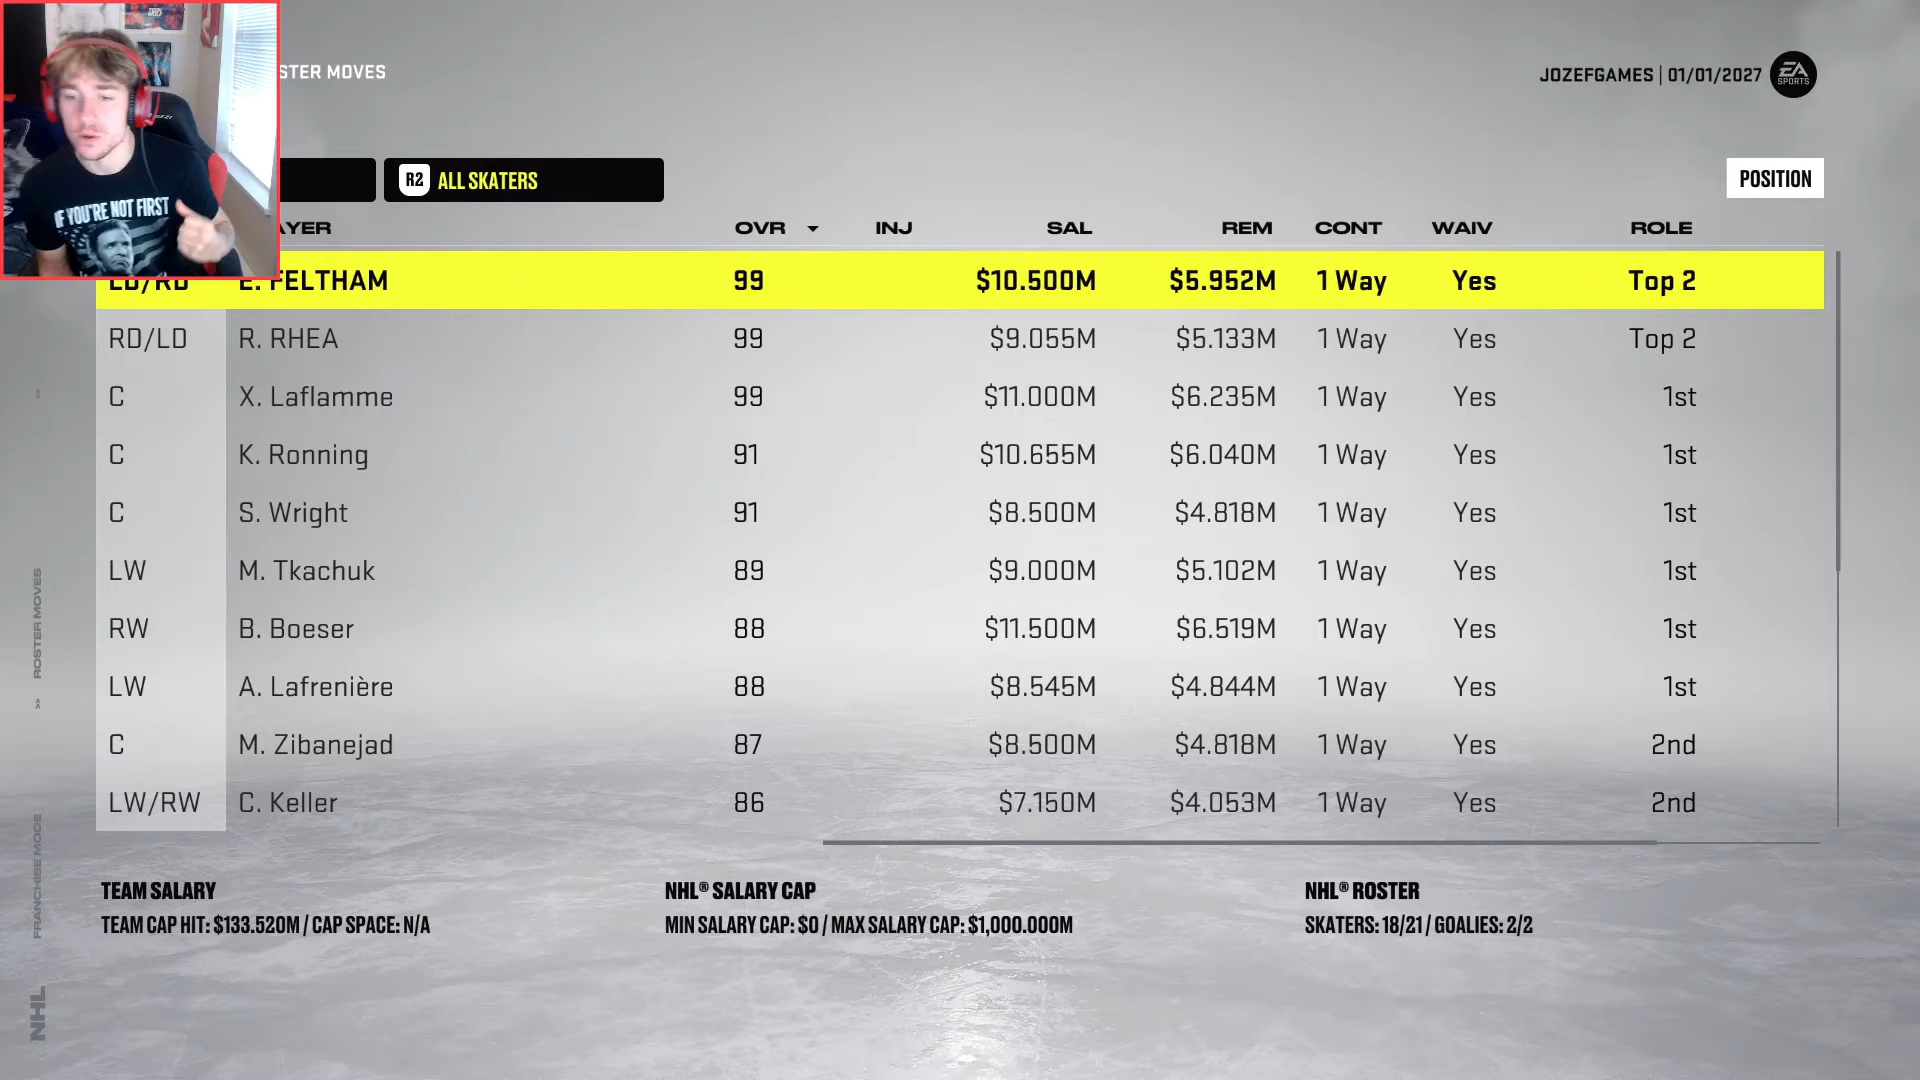 STER MOVES
JOZEFGAMES | 01/01/2027
EA SPORTS
IF YOU'RE NOT FIRST
R2 ALL SKATERS
POSITION
AYER OVR INJ SAL REM CONT WAIV ROLE
LD/RD E. FELTHAM 99 $10.500M $5.952M 1 Way Yes Top 2
RD/LD R. RHEA 99 $9.055M $5.133M 1 Way Yes Top 2
C X. Laflamme 99 $11.000M $6.235M 1 Way Yes 1st
C K. Ronning 91 $10.655M $6.040M 1 Way Yes 1st
C S. Wright 91 $8.500M $4.818M 1 Way Yes 1st
LW M. Tkachuk 89 $9.000M $5.102M 1 Way Yes 1st
RW B. Boeser 88 $11.500M $6.519M 1 Way Yes 1st
LW A. Lafrenière 88 $8.545M $4.844M 1 Way Yes 1st
C M. Zibanejad 87 $8.500M $4.818M 1 Way Yes 2nd
LW/RW C. Keller 86 $7.150M $4.053M 1 Way Yes 2nd
TEAM SALARY
TEAM CAP HIT: $133.520M / CAP SPACE: N/A
NHL® SALARY CAP
MIN SALARY CAP: $0 / MAX SALARY CAP: $1,000.000M
NHL® ROSTER
SKATERS: 18/21 / GOALIES: 2/2
NHL FRANCHISE MODE >> ROSTER MOVES >>